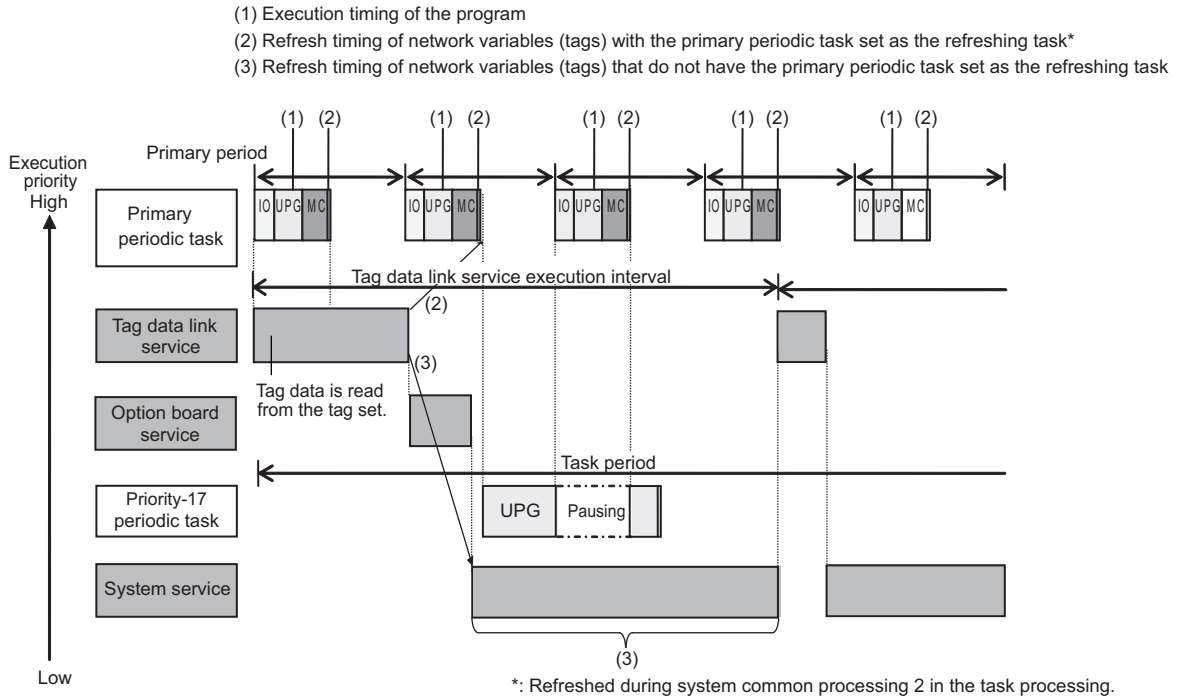 (1) Execution timing of the program
(2) Refresh timing of network variables (tags) with the primary periodic task set as the refreshing task*
(3) Refresh timing of network variables (tags) that do not have the primary periodic task set as the refreshing task
(1) (2) (1) (2) (1) (2) (1) (2) (1) (2)
Execution
priority
High
Primary period
Primary
periodic task
IO UPG MC IO UPG MC IO UPG MC IO UPG MC IO UPG MC
Tag data link service execution interval
(2)
Tag data link
service
(3)
Tag data is read
from the tag set.
Option board
service
Task period
Priority-17
periodic task
UPG Pausing
System service
(3)
Low
*: Refreshed during system common processing 2 in the task processing.